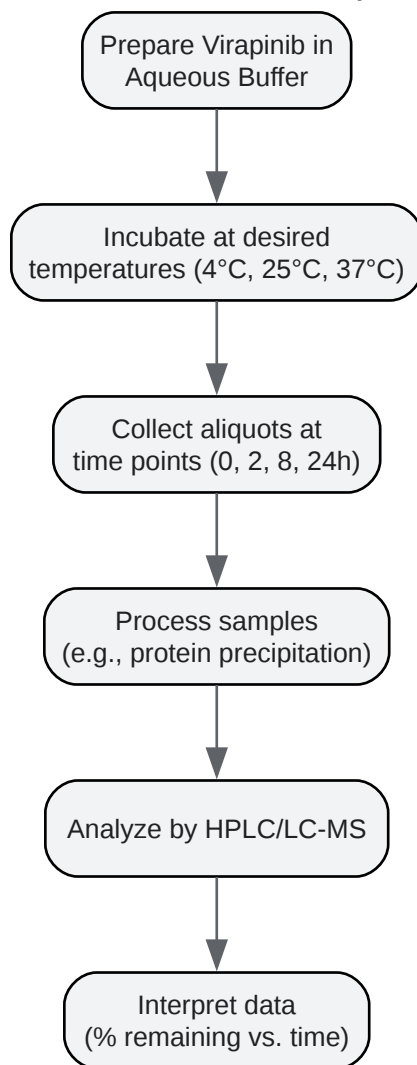 Prepare Virapinib in
Aqueous Buffer
Incubate at desired
temperatures (4°C, 25°C, 37°C)
Collect aliquots at
time points (0, 2, 8, 24h)
Process samples
(e.g., protein precipitation)
Analyze by HPLC/LC-MS
Interpret data
(% remaining vs. time)